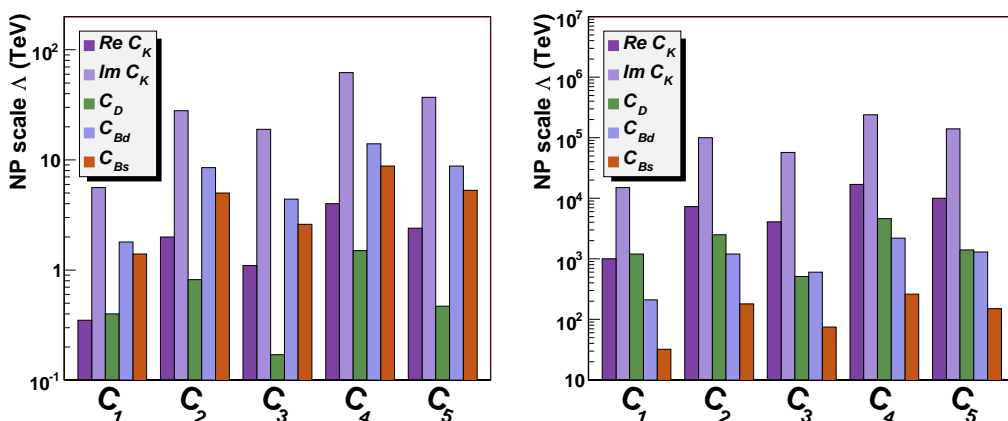 NP scale Λ (TeV)
10²
10
1
10⁻¹
Re C_K
Im C_K
C_D
C_Bd
C_Bs
C₁ C₂ C₃ C₄ C₅
NP scale Λ (TeV)
10⁷
10⁶
10⁵
10⁴
10³
10²
10
Re C_K
Im C_K
C_D
C_Bd
C_Bs
C₁ C₂ C₃ C₄ C₅